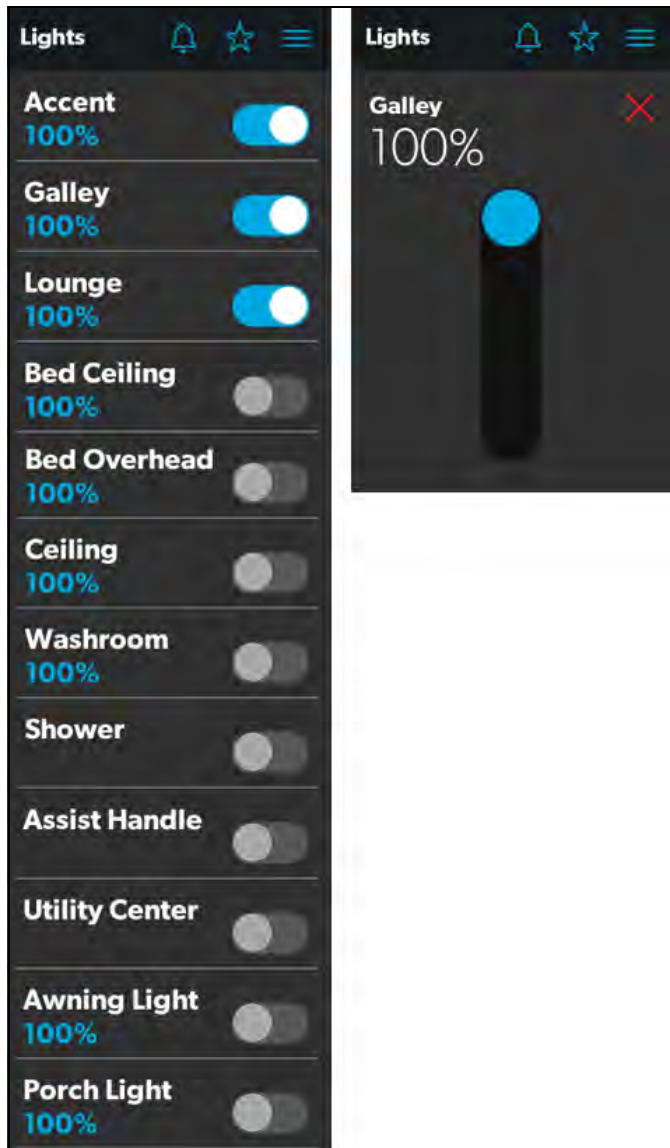 Lights
Accent
100%
Galley
100%
Lounge
100%
Bed Ceiling
100%
Bed Overhead
100%
Ceiling
100%
Washroom
100%
Shower
Assist Handle
Utility Center
Awning Light
100%
Porch Light
100%
Lights
Galley
100%